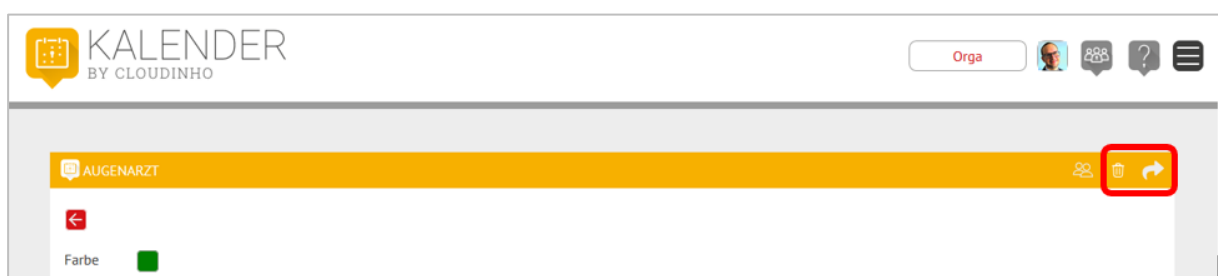 KALENDER
BY CLOUDINHO
Orga
?
AUGENARZT
Farbe